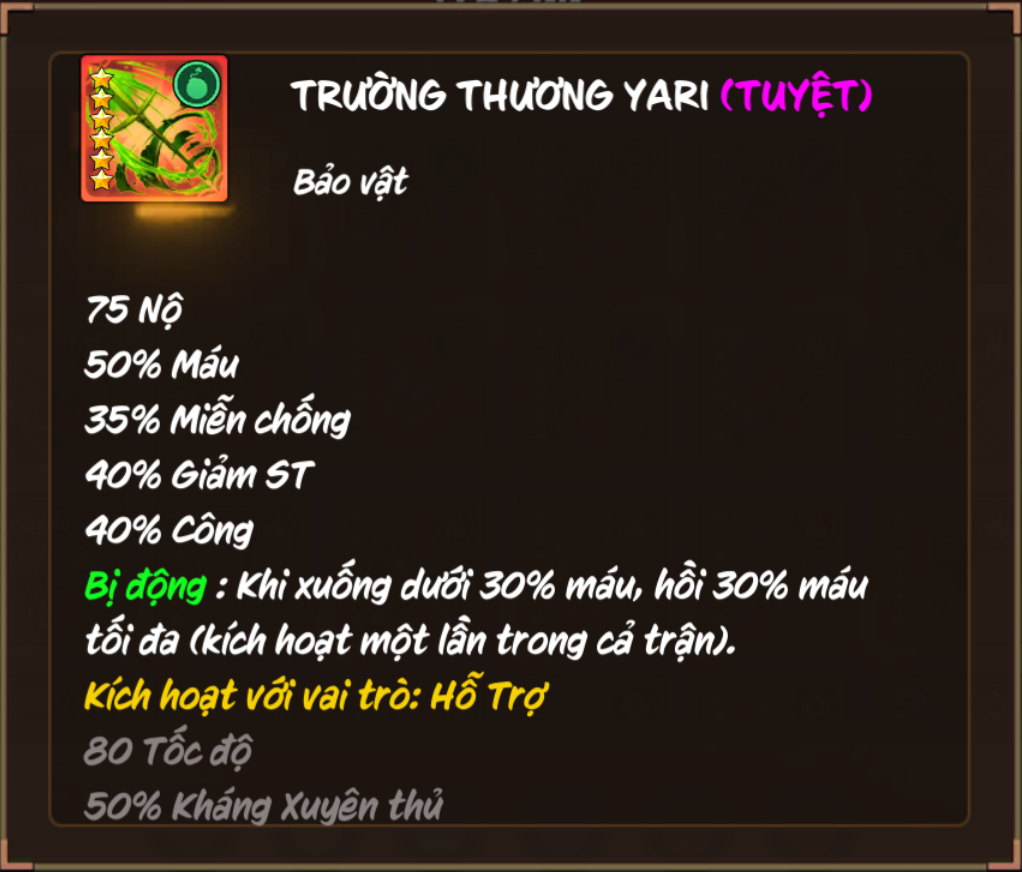 TRƯỜNG THƯƠNG YARI (TUYỆT)
Bảo vật
75 Nộ
50% Máu
35% Miễn chống
40% Giảm ST
40% Công
Bị động : Khi xuống dưới 30% máu, hồi 30% máu
tối đa (kích hoạt một lần trong cả trận).
Kích hoạt với vai trò: Hỗ Trợ
80 Tốc độ
50% Kháng Xuyên thủ